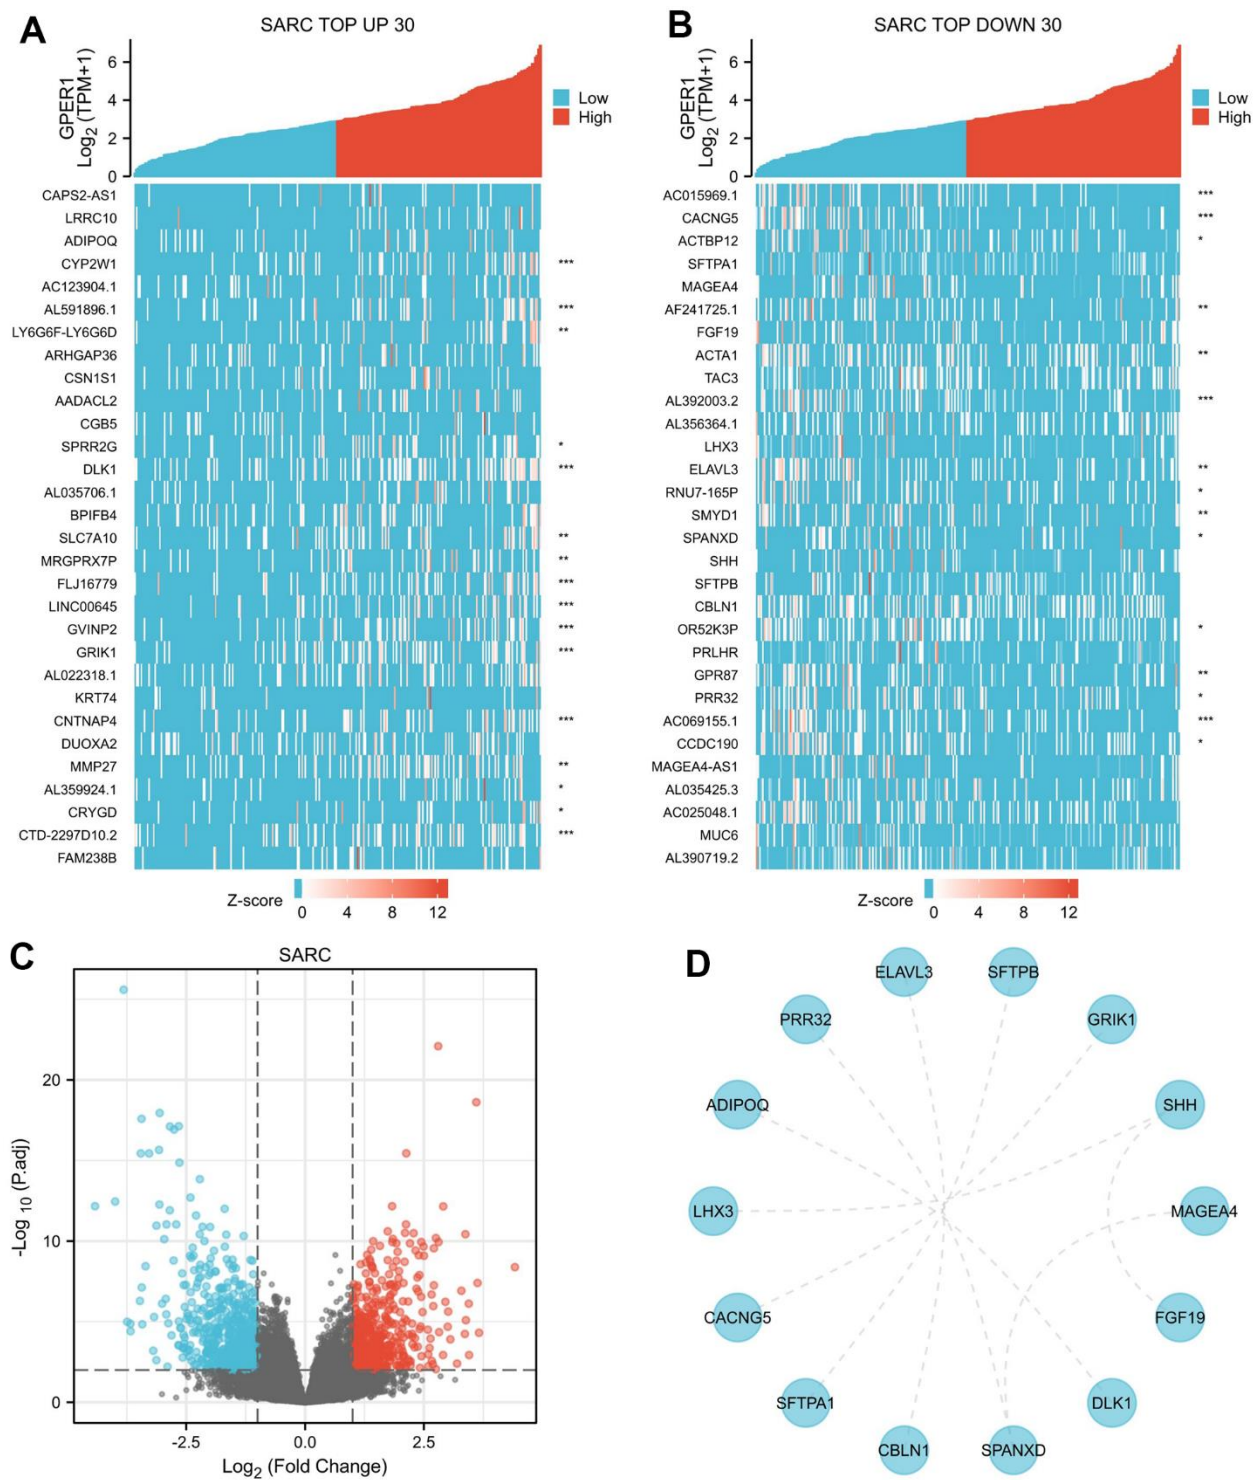 A
SARC TOP UP 30
GPER1
Log2 (TPM+1)
6
4
2
0
Low
High
CAPS2-AS1
LRRC10
ADIPOQ
CYP2W1 ***
AC123904.1
AL591896.1 ***
LY6G6F-LY6G6D **
ARHGAP36
CSN1S1
AADACL2
CGB5
SPRR2G *
DLK1 ***
AL035706.1
BPIFB4
SLC7A10 **
MRGPRX7P **
FLJ16779 ***
LINC00645 ***
GVINP2 ***
GRIK1 ***
AL022318.1
KRT74
CNTNAP4 ***
DUOXA2
MMP27 **
AL359924.1 *
CRYGD *
CTD-2297D10.2 ***
FAM238B
Z-score
0 4 8 12
B
SARC TOP DOWN 30
GPER1
Log2 (TPM+1)
6
4
2
0
Low
High
AC015969.1 ***
CACNG5 ***
ACTBP12 *
SFTPA1
MAGEA4
AF241725.1 **
FGF19
ACTA1 **
TAC3
AL392003.2 ***
AL356364.1
LHX3
ELAVL3 **
RNU7-165P *
SMYD1 **
SPANXD *
SHH
SFTPB
CBLN1
OR52K3P *
PRLHR
GPR87 **
PRR32 *
AC069155.1 ***
CCDC190 *
MAGEA4-AS1
AL035425.3
AC025048.1
MUC6
AL390719.2
Z-score
0 4 8 12
C
SARC
-Log 10 (P.adj)
20
10
0
-2.5 0.0 2.5
Log2 (Fold Change)
D
ELAVL3 SFTPB
PRR32 GRIK1
ADIPOQ SHH
LHX3 MAGEA4
CACNG5 FGF19
SFTPA1 DLK1
CBLN1 SPANXD